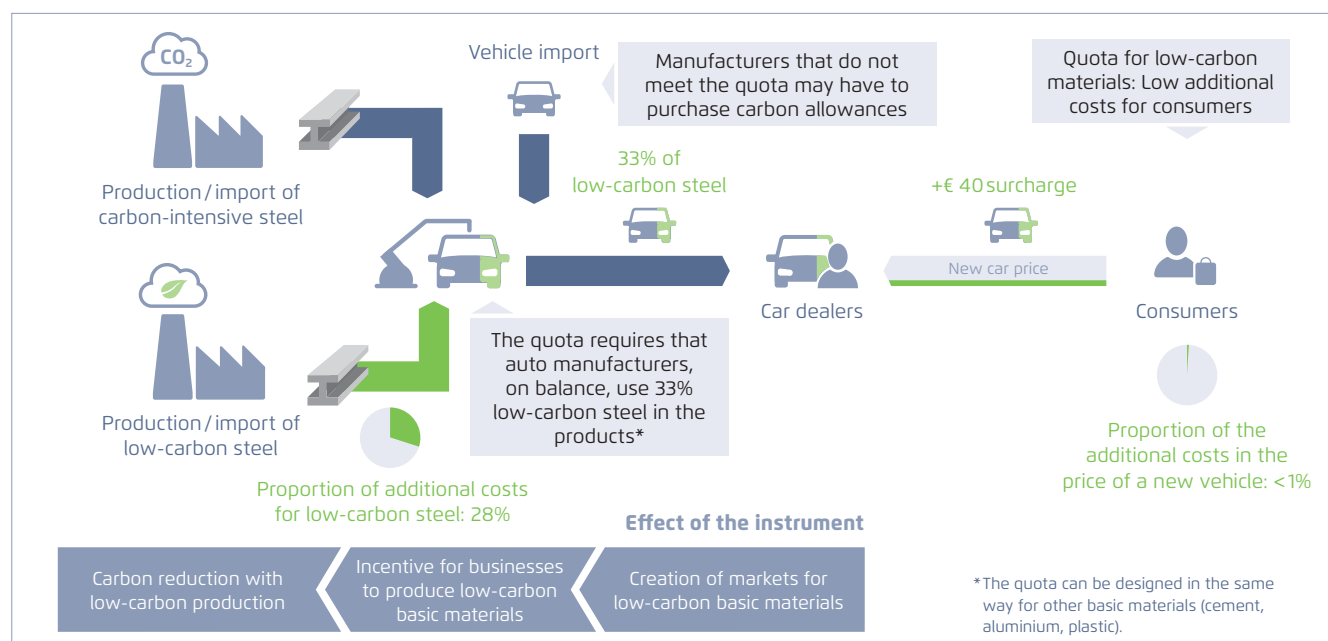 CO₂
Production / import of
carbon-intensive steel
Vehicle import
Manufacturers that do not
meet the quota may have to
purchase carbon allowances
Quota for low-carbon
materials: Low additional
costs for consumers
33% of
low-carbon steel
+€ 40 surcharge
New car price
Car dealers
Consumers
Production / import of
low-carbon steel
The quota requires that
auto manufacturers,
on balance, use 33%
low-carbon steel in the
products*
Proportion of additional costs
for low-carbon steel: 28%
Proportion of the
additional costs in the
price of a new vehicle: <1%
Effect of the instrument
Carbon reduction with
low-carbon production
Incentive for businesses
to produce low-carbon
basic materials
Creation of markets for
low-carbon basic materials
*The quota can be designed in the same
way for other basic materials (cement,
aluminium, plastic).